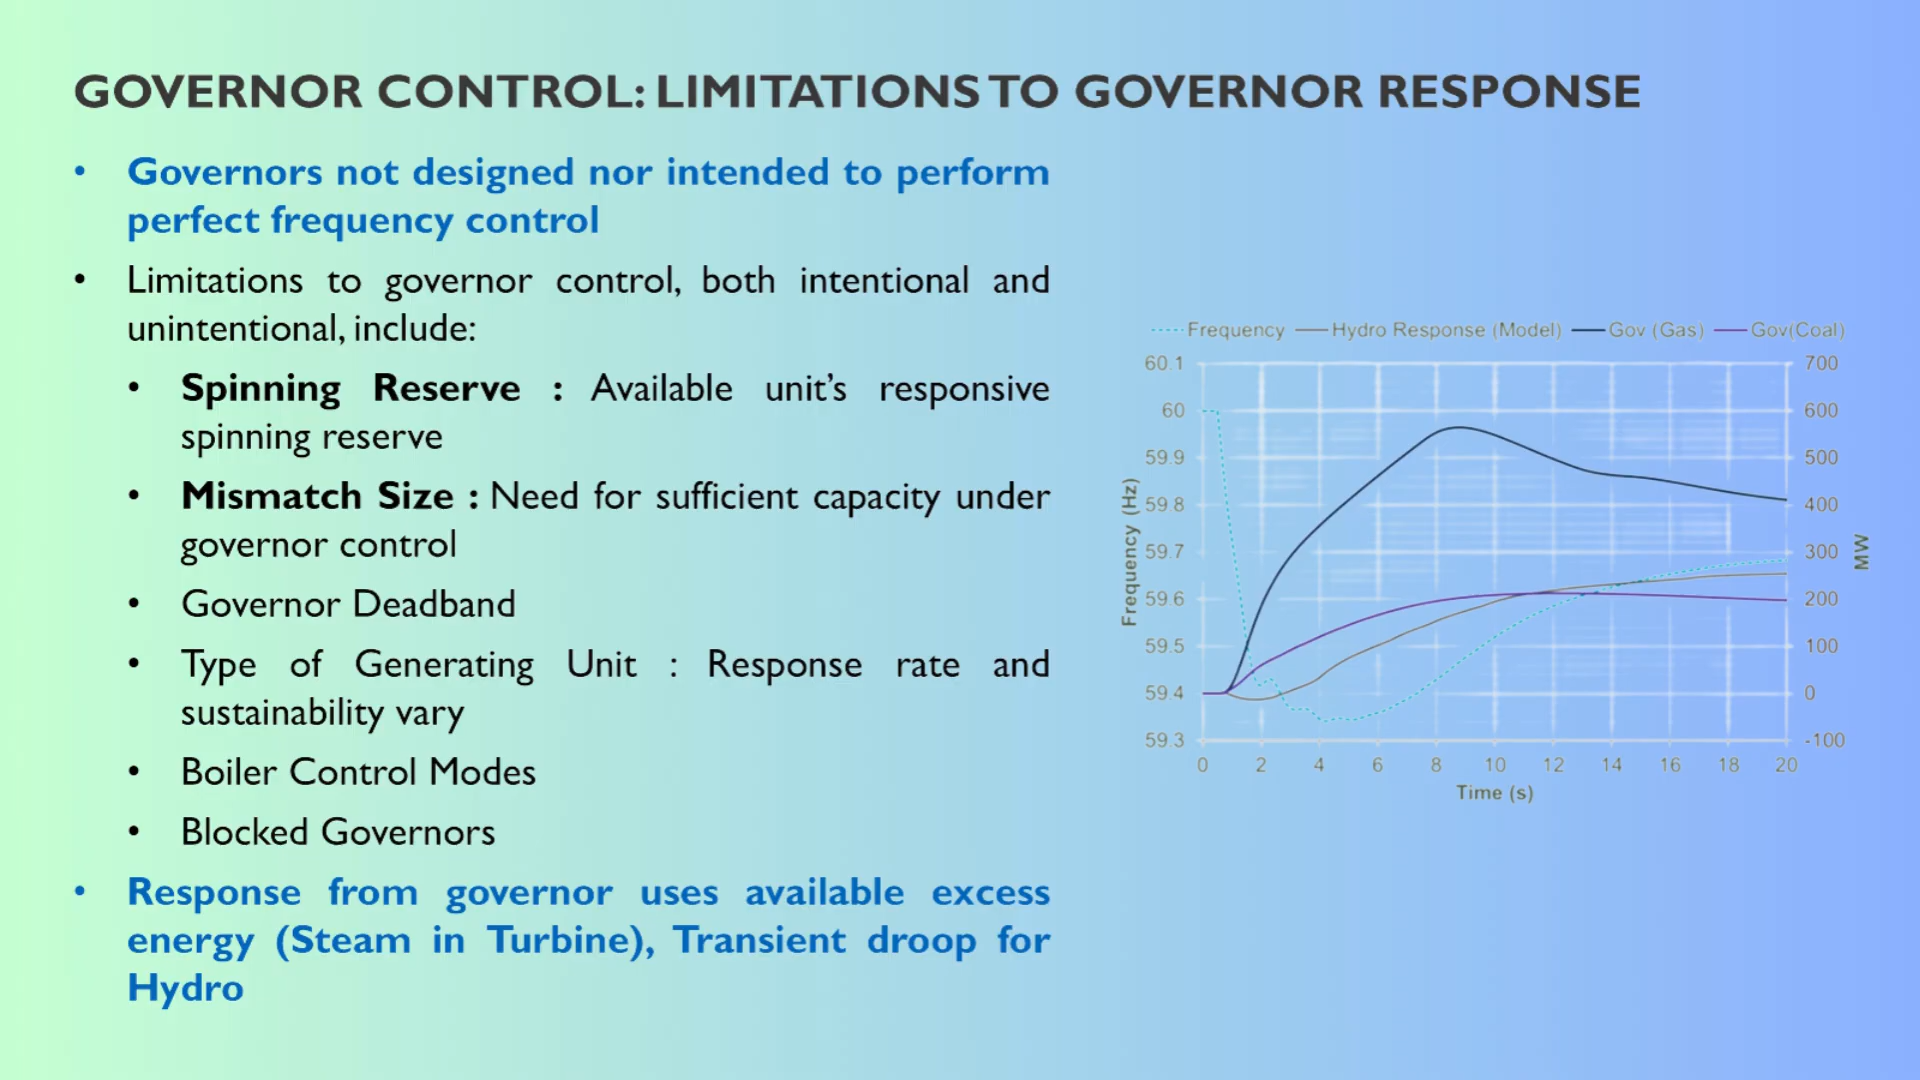 GOVERNOR CONTROL: LIMITATIONS TO GOVERNOR RESPONSE
• Governors not designed nor intended to perform
perfect frequency control
• Limitations to governor control, both intentional and
unintentional, include:
• Spinning Reserve : Available unit’s responsive
spinning reserve
• Mismatch Size : Need for sufficient capacity under
governor control
• Governor Deadband
• Type of Generating Unit : Response rate and
sustainability vary
• Boiler Control Modes
• Blocked Governors
• Response from governor uses available excess
energy (Steam in Turbine), Transient droop for
Hydro
Frequency Hydro Response (Model) Gov (Gas) Gov(Coal)
60.1 700
60 600
59.9 500
59.8 400
59.7 300
59.6 200
59.5 100
59.4 0
59.3 -100
Frequency (Hz)
MW
0 2 4 6 8 10 12 14 16 18 20
Time (s)